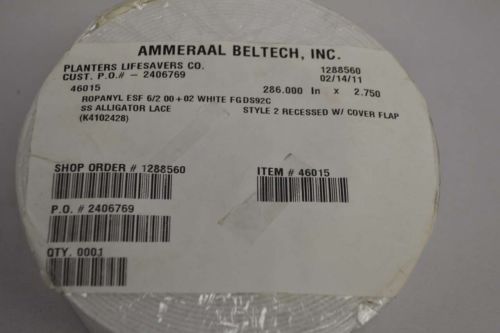 AMMERAAL BELTECH, INC.
PLANTERS LIFESAVERS CO. 1288560
CUST. P.O.# - 2406769 02/14/11
46015 286.000 In x 2.750
ROPANYL ESF 6/2 00+02 WHITE FG DS92C
SS ALLIGATOR LACE STYLE 2 RECESSED W/ COVER FLAP
(K4102428)
SHOP ORDER # 1288560 ITEM # 46015
P.O. # 2406769
QTY. 0001